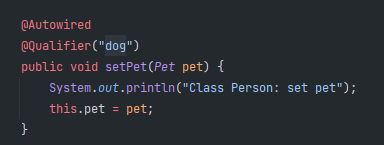 @Autowired
@Qualifier("dog")
public void setPet(Pet pet) {
    System.out.println("Class Person: set pet");
    this.pet = pet;
}